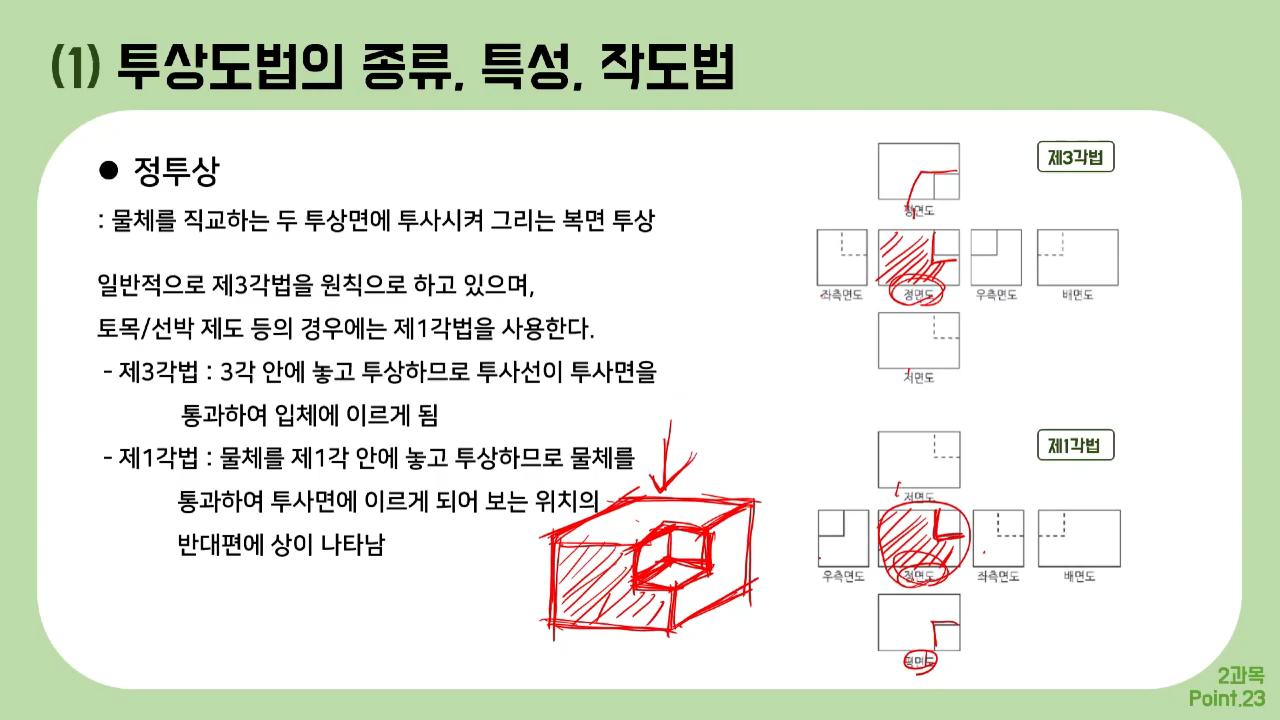 (1) 투상도법의 종류, 특성, 작도법
● 정투상
: 물체를 직교하는 두 투상면에 투사시켜 그리는 복면 투상
일반적으로 제3각법을 원칙으로 하고 있으며,
토목/선박 제도 등의 경우에는 제1각법을 사용한다.
- 제3각법 : 3각 안에 놓고 투상하므로 투사선이 투사면을
통과하여 입체에 이르게 됨
- 제1각법 : 물체를 제1각 안에 놓고 투상하므로 물체를
통과하여 투사면에 이르게 되어 보는 위치의
반대편에 상이 나타남
제3각법
평면도
좌측면도 정면도 우측면도 배면도
저면도
제1각법
저면도
우측면도 정면도 좌측면도 배면도
평면도
2과목
Point.23